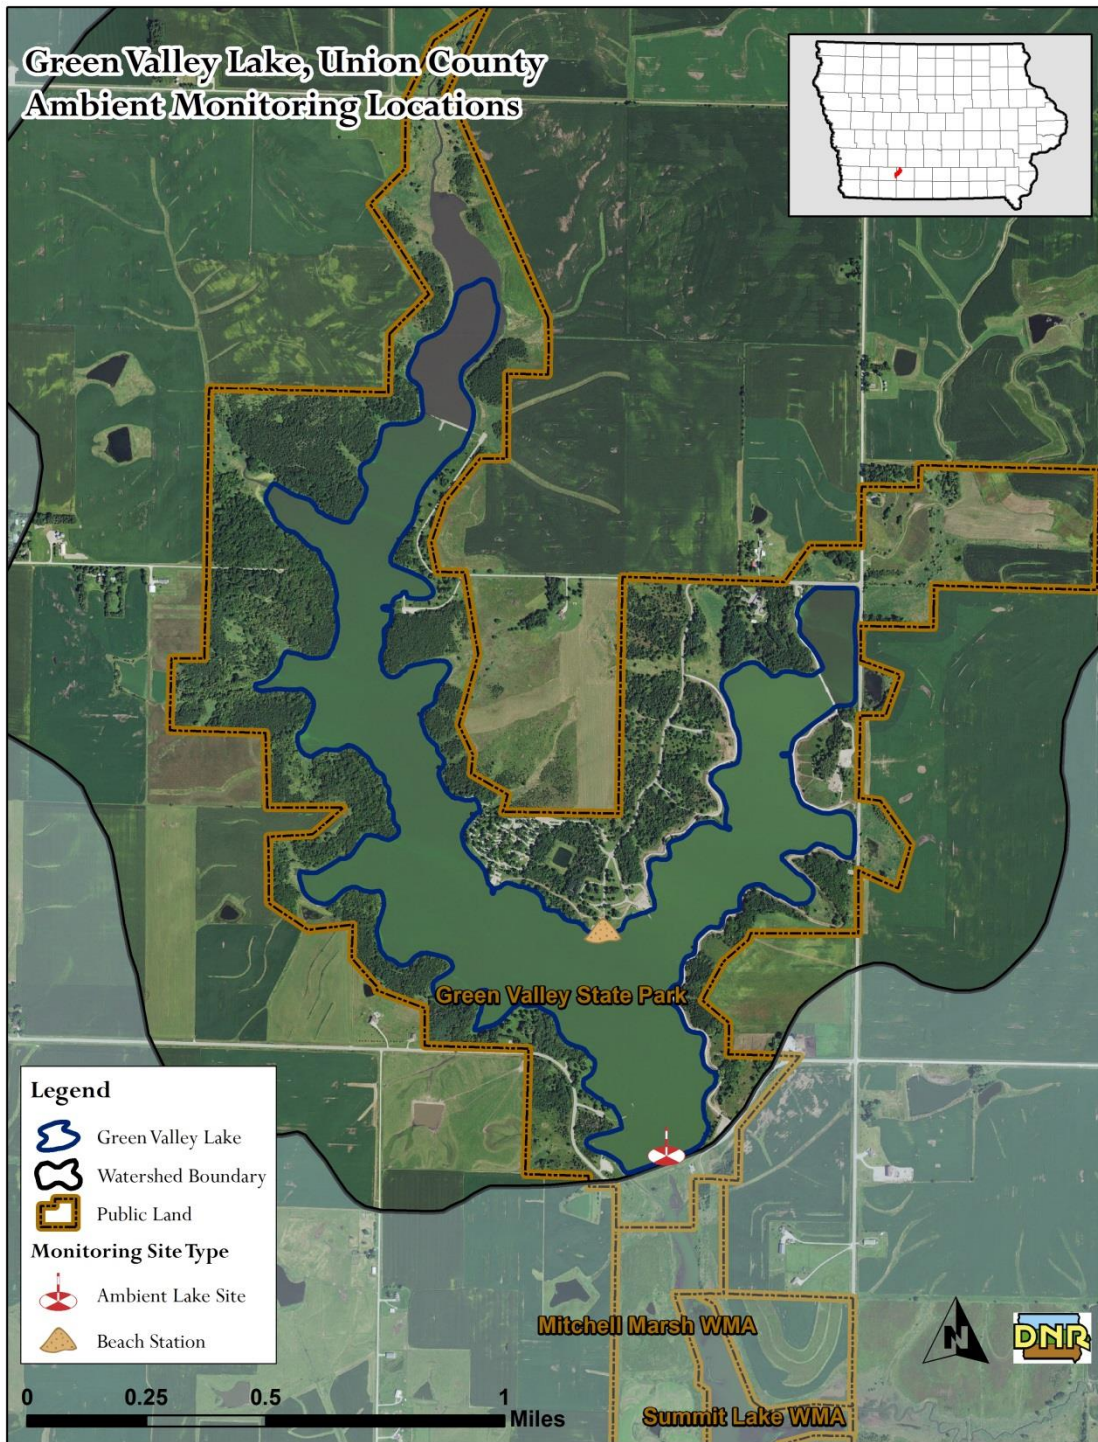 Green Valley Lake, Union County
Ambient Monitoring Locations
Green Valley State Park
Legend
Green Valley Lake
Watershed Boundary
Public Land
Monitoring Site Type
Ambient Lake Site
Beach Station
Mitchell Marsh WMA
Summit Lake WMA
N
DNR
0 0.25 0.5 1
Miles